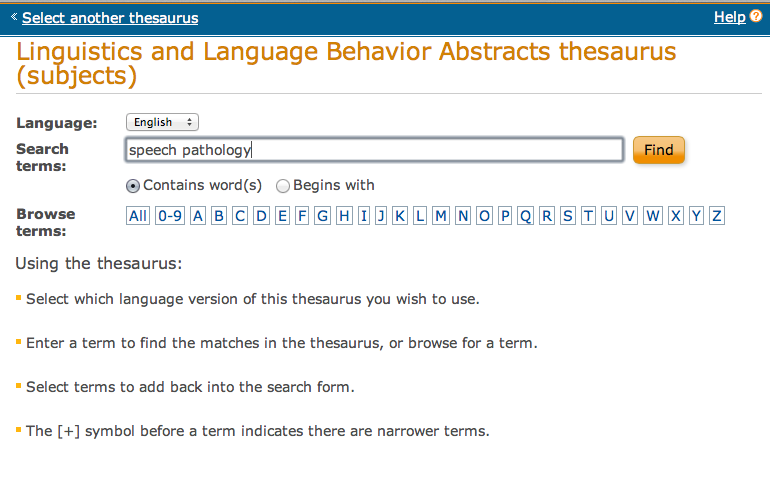 « Select another thesaurus Help ?
Linguistics and Language Behavior Abstracts thesaurus
(subjects)
Language: English
Search
terms: speech pathology Find
Contains word(s) Begins with
Browse
terms: All 0-9 A B C D E F G H I J K L M N O P Q R S T U V W X Y Z
Using the thesaurus:
Select which language version of this thesaurus you wish to use.
Enter a term to find the matches in the thesaurus, or browse for a term.
Select terms to add back into the search form.
The [+] symbol before a term indicates there are narrower terms.